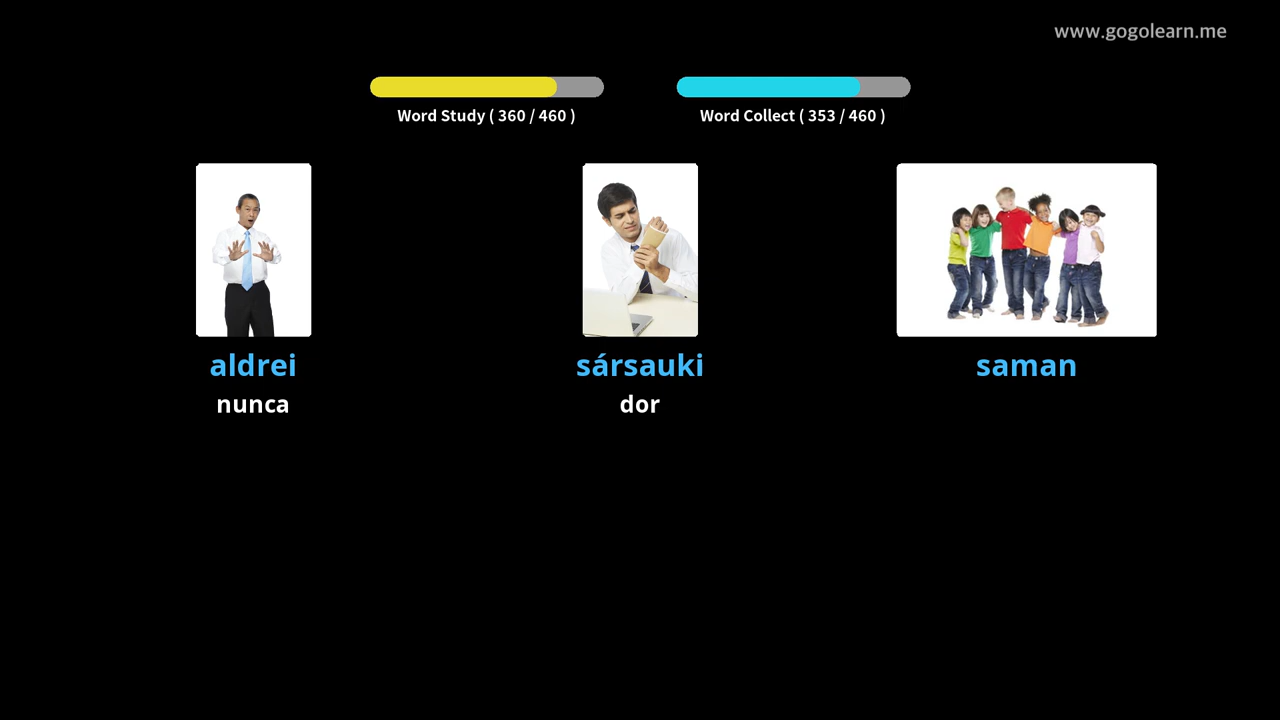 www.gogolearn.me
Word Study ( 360 / 460 )
Word Collect ( 353 / 460 )
aldrei
nunca
sársauki
dor
saman